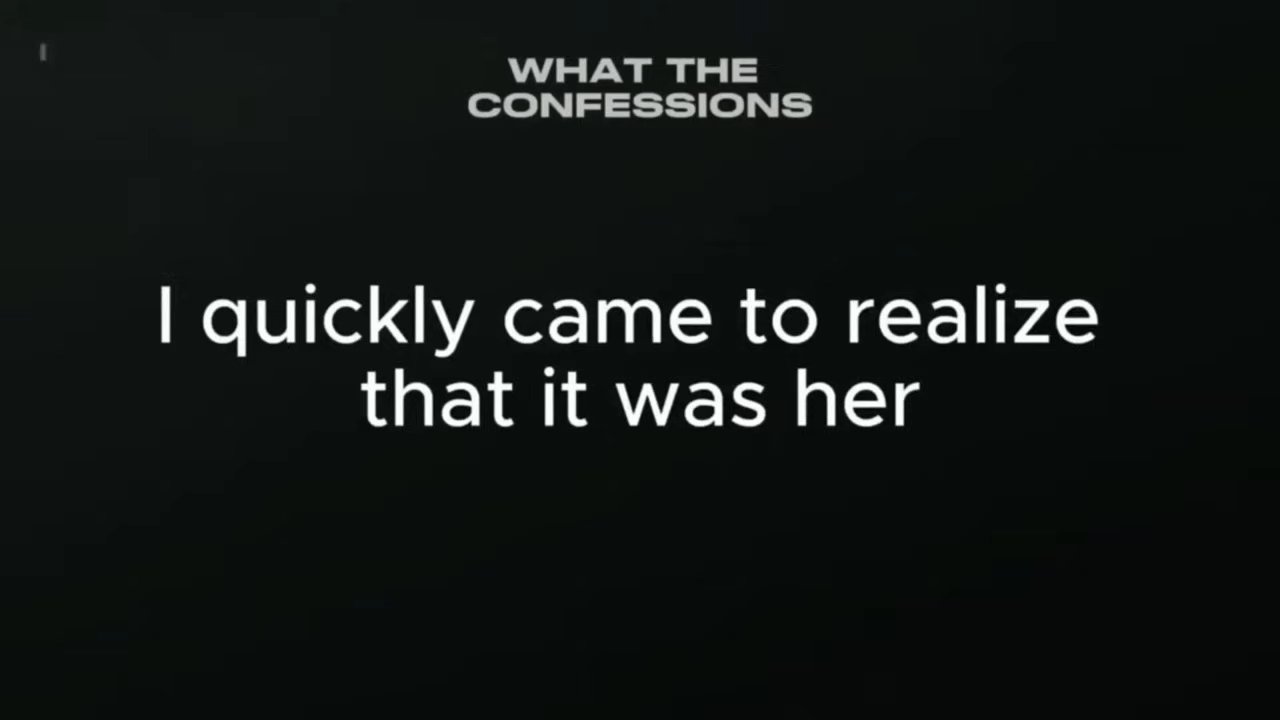 WHAT THE
CONFESSIONS
I quickly came to realize
that it was her